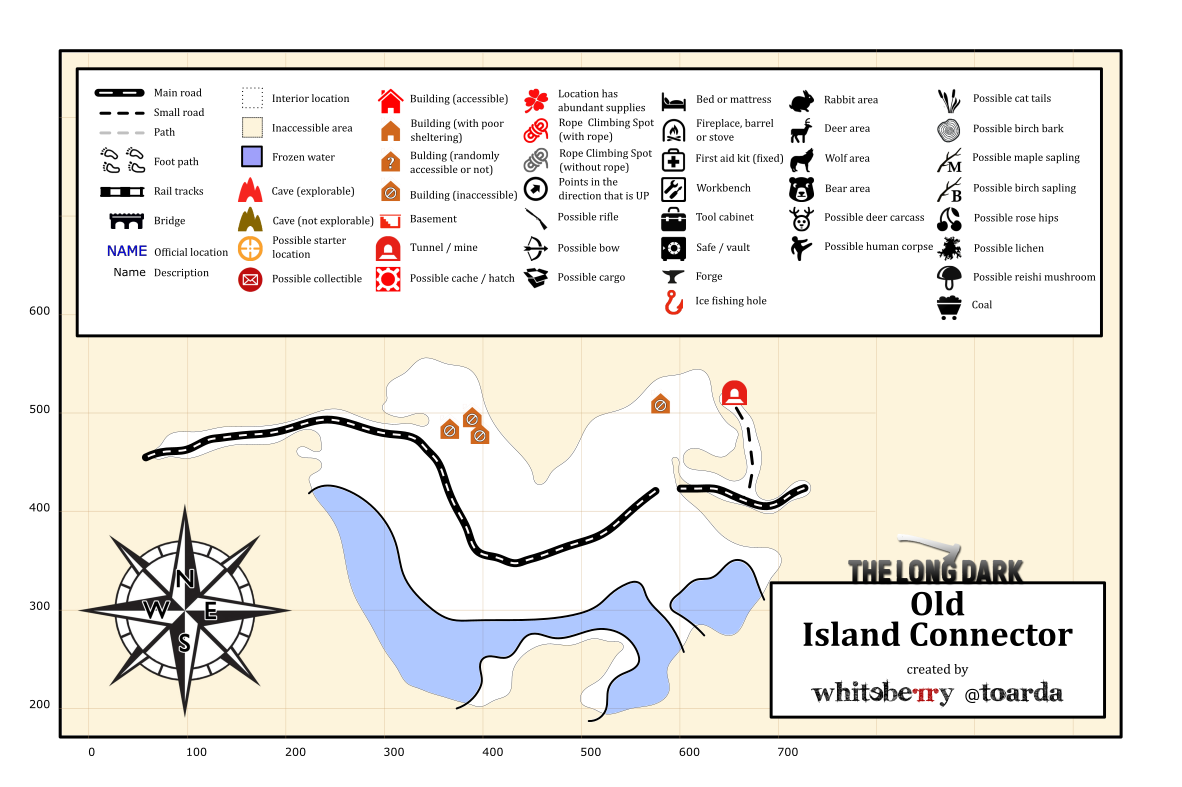 Main road
Small road
Path
Foot path
Rail tracks
Bridge
NAME Official location
Name Description
Interior location
Inaccessible area
Frozen water
Cave (explorable)
Cave (not explorable)
Possible starter
location
Possible collectible
Building (accessible)
Building (with poor
sheltering)
?
Bulding (randomly
accessible or not)
Building (inaccessible)
Basement
Tunnel / mine
Possible cache / hatch
Location has
abundant supplies
Rope Climbing Spot
(with rope)
Rope Climbing Spot
(without rope)
Points in the
direction that is UP
Possible rifle
Possible bow
Possible cargo
Bed or mattress
Fireplace, barrel
or stove
First aid kit (fixed)
Workbench
Tool cabinet
Safe / vault
Forge
Ice fishing hole
Rabbit area
Deer area
Wolf area
Bear area
Possible deer carcass
Possible human corpse
Possible cat tails
Possible birch bark
M Possible maple sapling
B Possible birch sapling
Possible rose hips
Possible lichen
Possible reishi mushroom
Coal
600
500
400
300
200
N
W E
S
THE LONG DARK
Old
Island Connector
created by
whiteberry @toarda
0 100 200 300 400 500 600 700